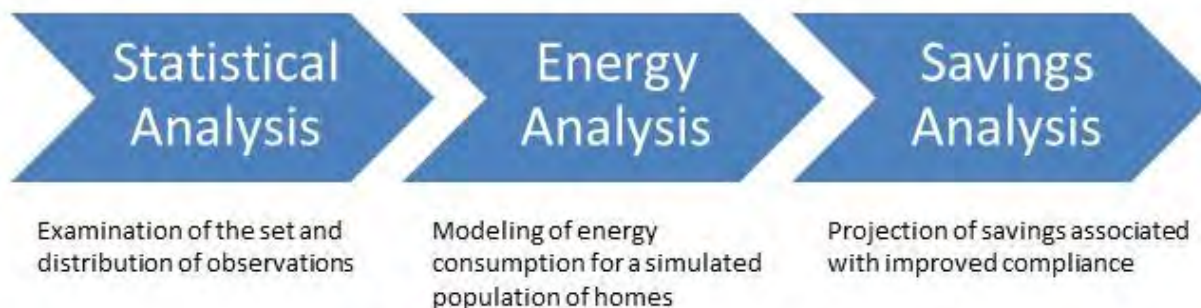 Statistical
Analysis
Energy
Analysis
Savings
Analysis
Examination of the set and
distribution of observations
Modeling of energy
consumption for a simulated
population of homes
Projection of savings associated
with improved compliance